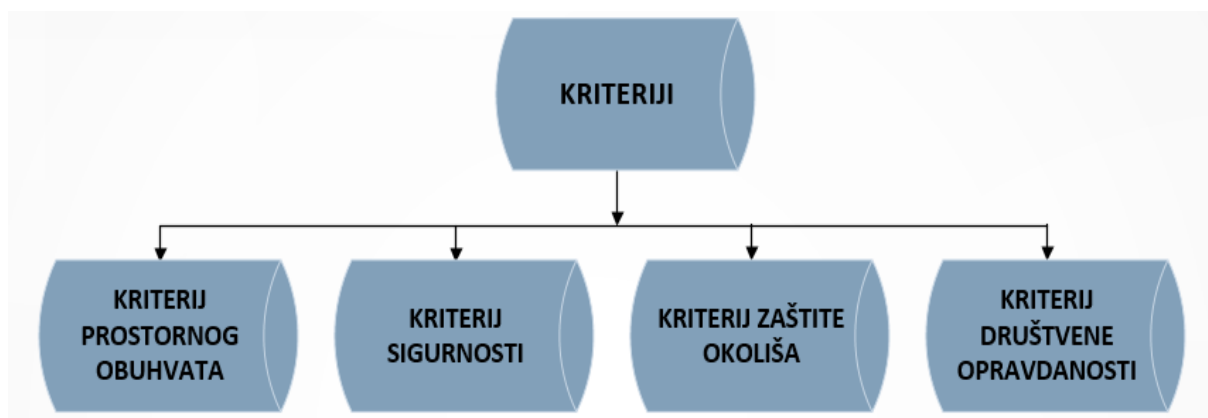 KRITERIJI
KRITERIJ
PROSTORNOG
OBUHVATA
KRITERIJ
SIGURNOSTI
KRITERIJ ZAŠTITE
OKOLIŠA
KRITERIJ
DRUŠTVENE
OPRAVDANOSTI